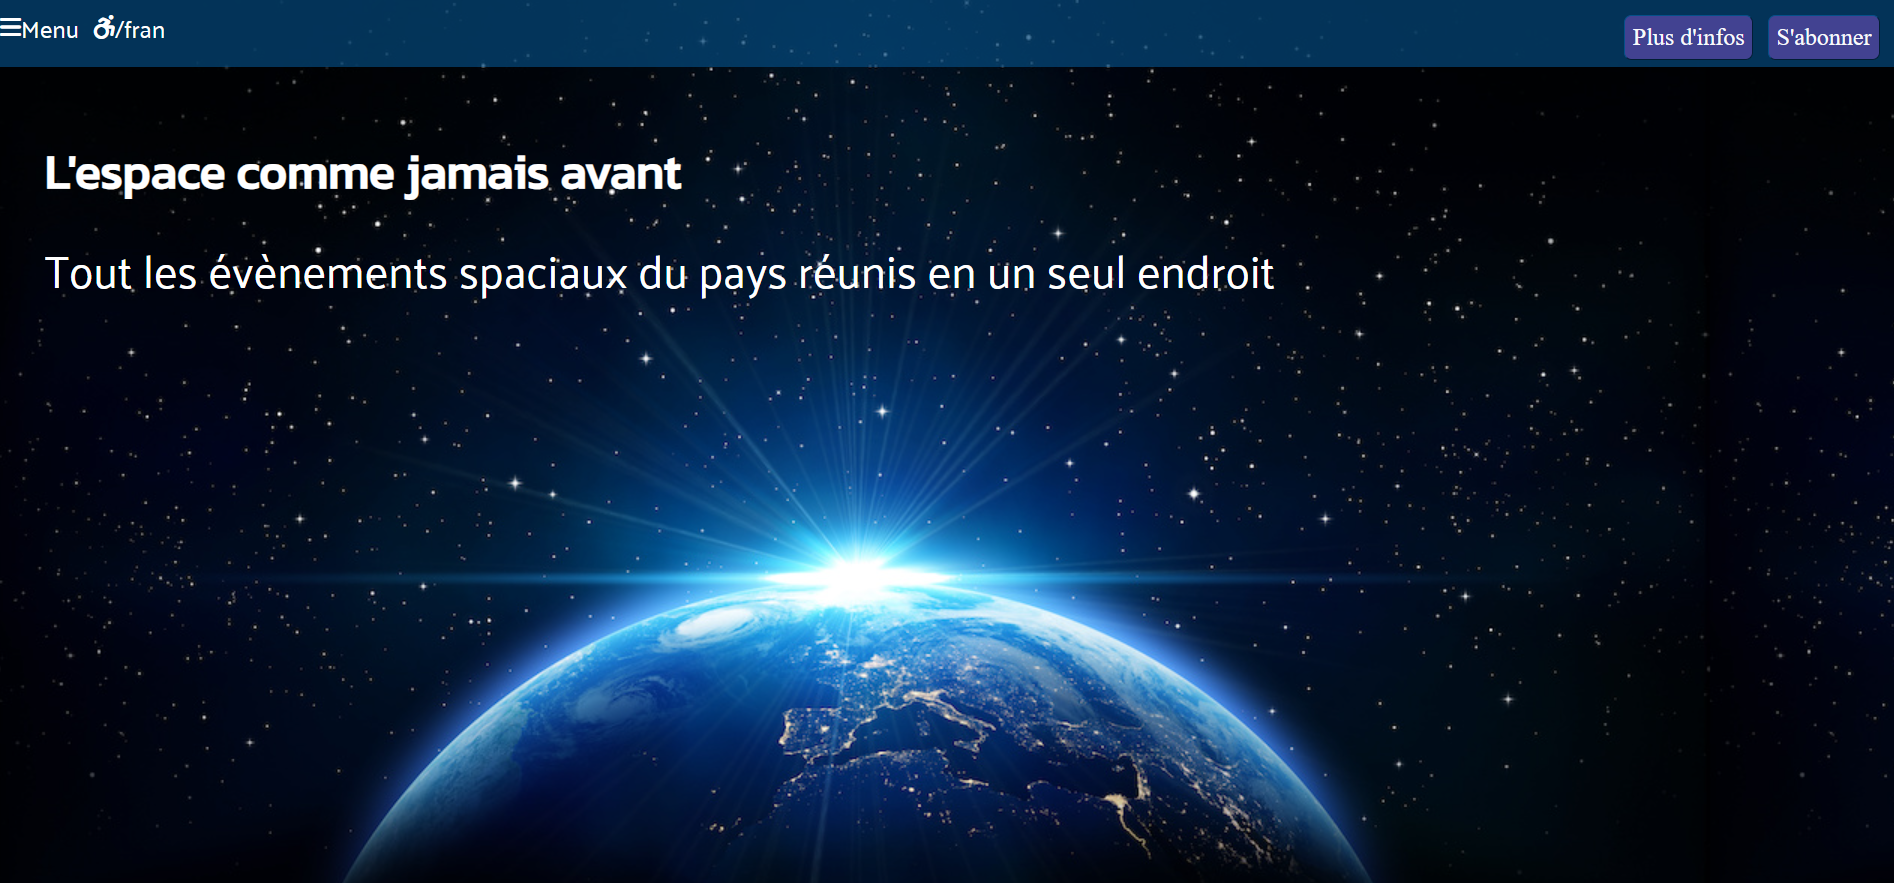 Menu /fran
Plus d'infos
S'abonner
L'espace comme jamais avant
Tout les évènements spaciaux du pays réunis en un seul endroit